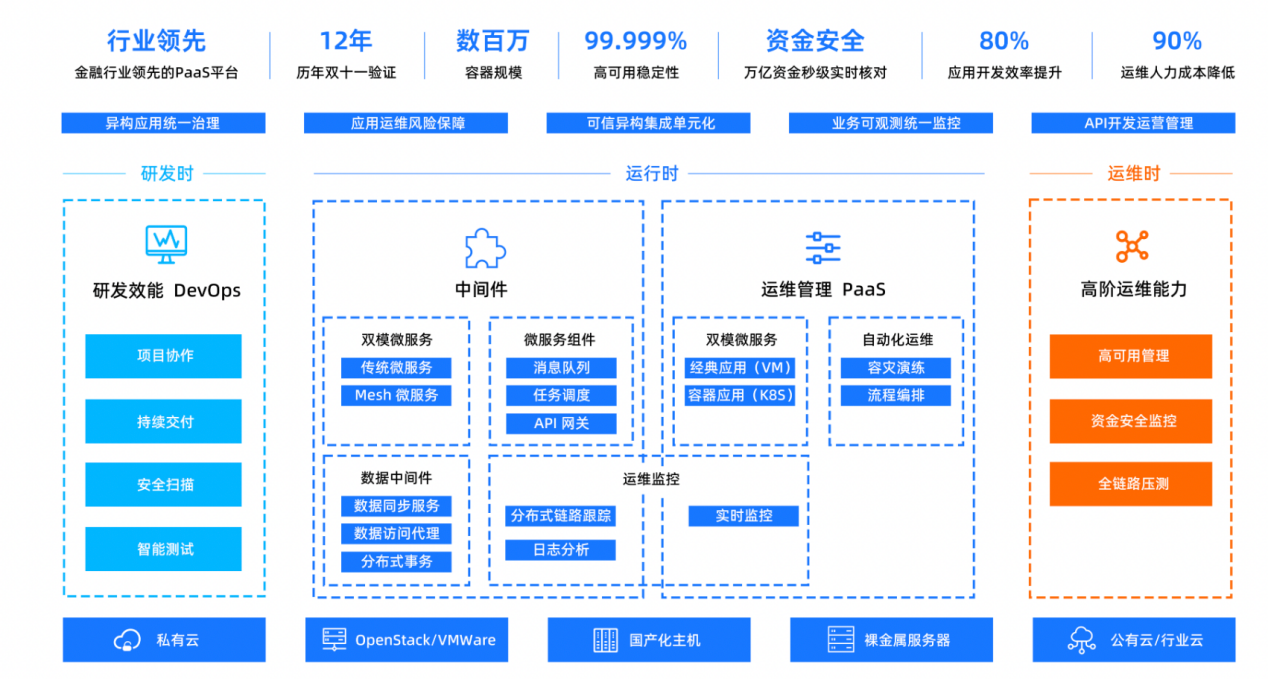 行业领先
金融行业领先的PaaS平台
12年
历年双十一验证
数百万
容器规模
99.999%
高可用稳定性
资金安全
万亿资金秒级实时核对
80%
应用开发效率提升
90%
运维人力成本降低
异构应用统一治理
应用运维风险保障
可信异构集成单元化
业务可观测统一监控
API开发运营管理
研发时
研发效能 DevOps
项目协作
持续交付
安全扫描
智能测试
运行时
中间件
双模微服务
传统微服务
Mesh 微服务
微服务组件
消息队列
任务调度
API 网关
数据中间件
数据同步服务
数据访问代理
分布式事务
运维监控
分布式链路跟踪
日志分析
实时监控
运维管理 PaaS
双模微服务
经典应用（VM）
容器应用（K8S）
自动化运维
容灾演练
流程编排
运维时
高阶运维能力
高可用管理
资金安全监控
全链路压测
私有云
OpenStack/VMWare
国产化主机
裸金属服务器
公有云/行业云